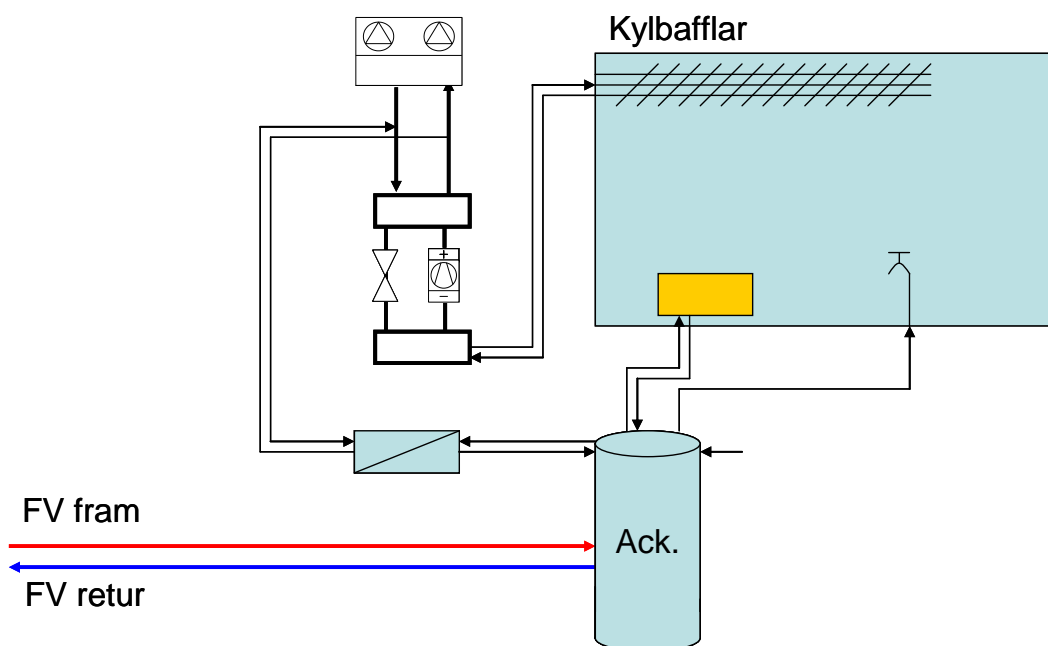 Kylbafflar
+
−
FV fram
Ack.
FV retur